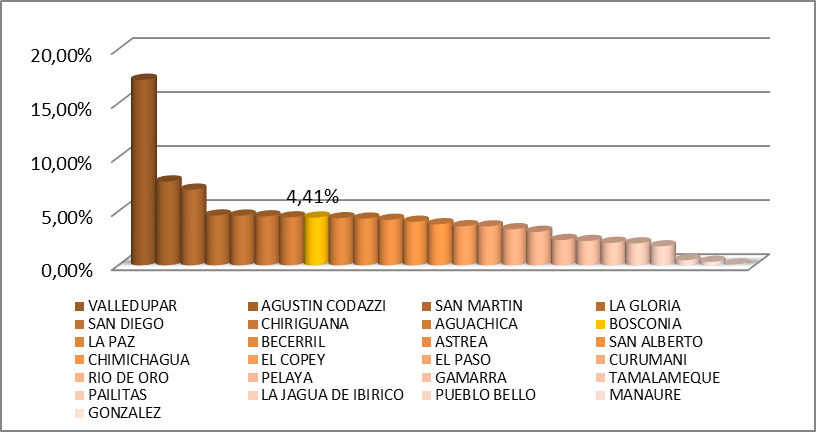 20,00%
15,00%
10,00%
4,41%
5,00%
0,00%
VALLEDUPAR AGUSTIN CODAZZI SAN MARTIN LA GLORIA
SAN DIEGO CHIRIGUANA AGUACHICA BOSCONIA
LA PAZ BECERRIL ASTREA SAN ALBERTO
CHIMICHAGUA EL COPEY EL PASO CURUMANI
RIO DE ORO PELAYA GAMARRA TAMALAMEQUE
PAILITAS LA JAGUA DE IBIRICO PUEBLO BELLO MANAURE
GONZALEZ